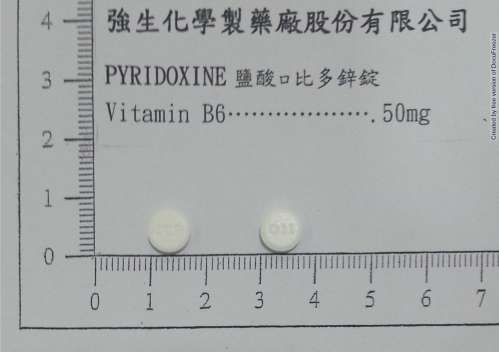 強生化學製藥廠股份有限公司
PYRIDOXINE 鹽酸口比多鋅錠
Vitamin B6··················.50mg
4
3
2
1
0
0 1 2 3 4 5 6 7
Created by free version of DocuFreezer